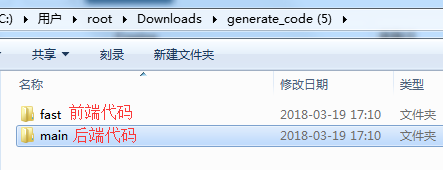 C:) ▸ 用户 ▸ root ▸ Downloads ▸ generate_code (5) ▸
共享 刻录 新建文件夹
名称 修改日期 类型
fast 前端代码 2018-03-19 17:10 文件夹
main 后端代码 2018-03-19 17:10 文件夹